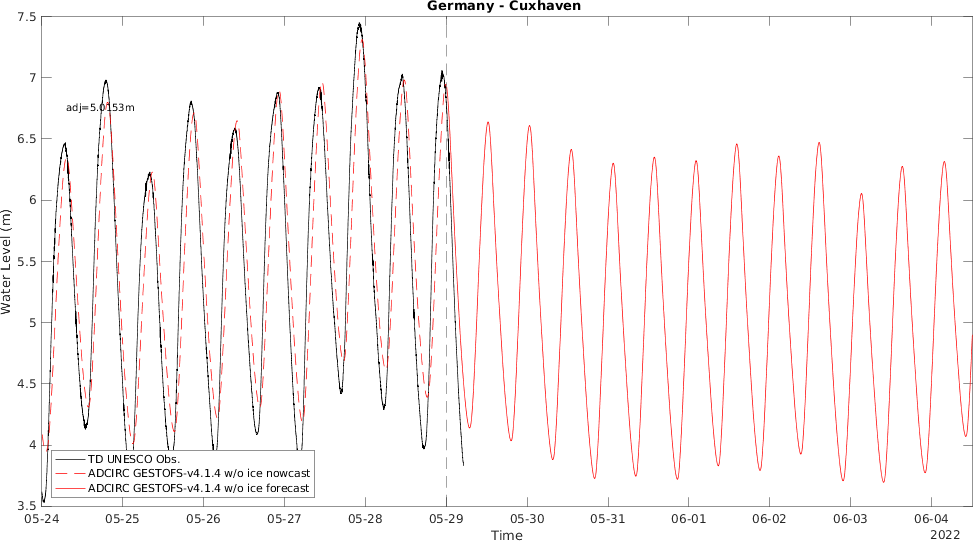 Germany - Cuxhaven
7.5
7
6.5
6
5.5
5
4.5
4
3.5
Water Level (m)
adj=5.0153m
TD UNESCO Obs.
ADCIRC GESTOFS-v4.1.4 w/o ice nowcast
ADCIRC GESTOFS-v4.1.4 w/o ice forecast
05-24 05-25 05-26 05-27 05-28 05-29 05-30 05-31 06-01 06-02 06-03 06-04
Time
2022